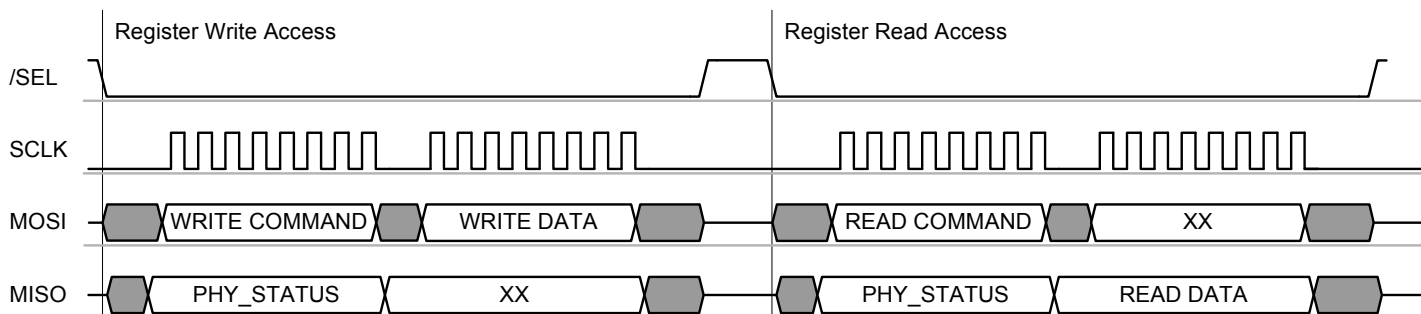 Register Write Access Register Read Access
/SEL
SCLK
MOSI WRITE COMMAND WRITE DATA READ COMMAND XX
MISO PHY_STATUS XX PHY_STATUS READ DATA